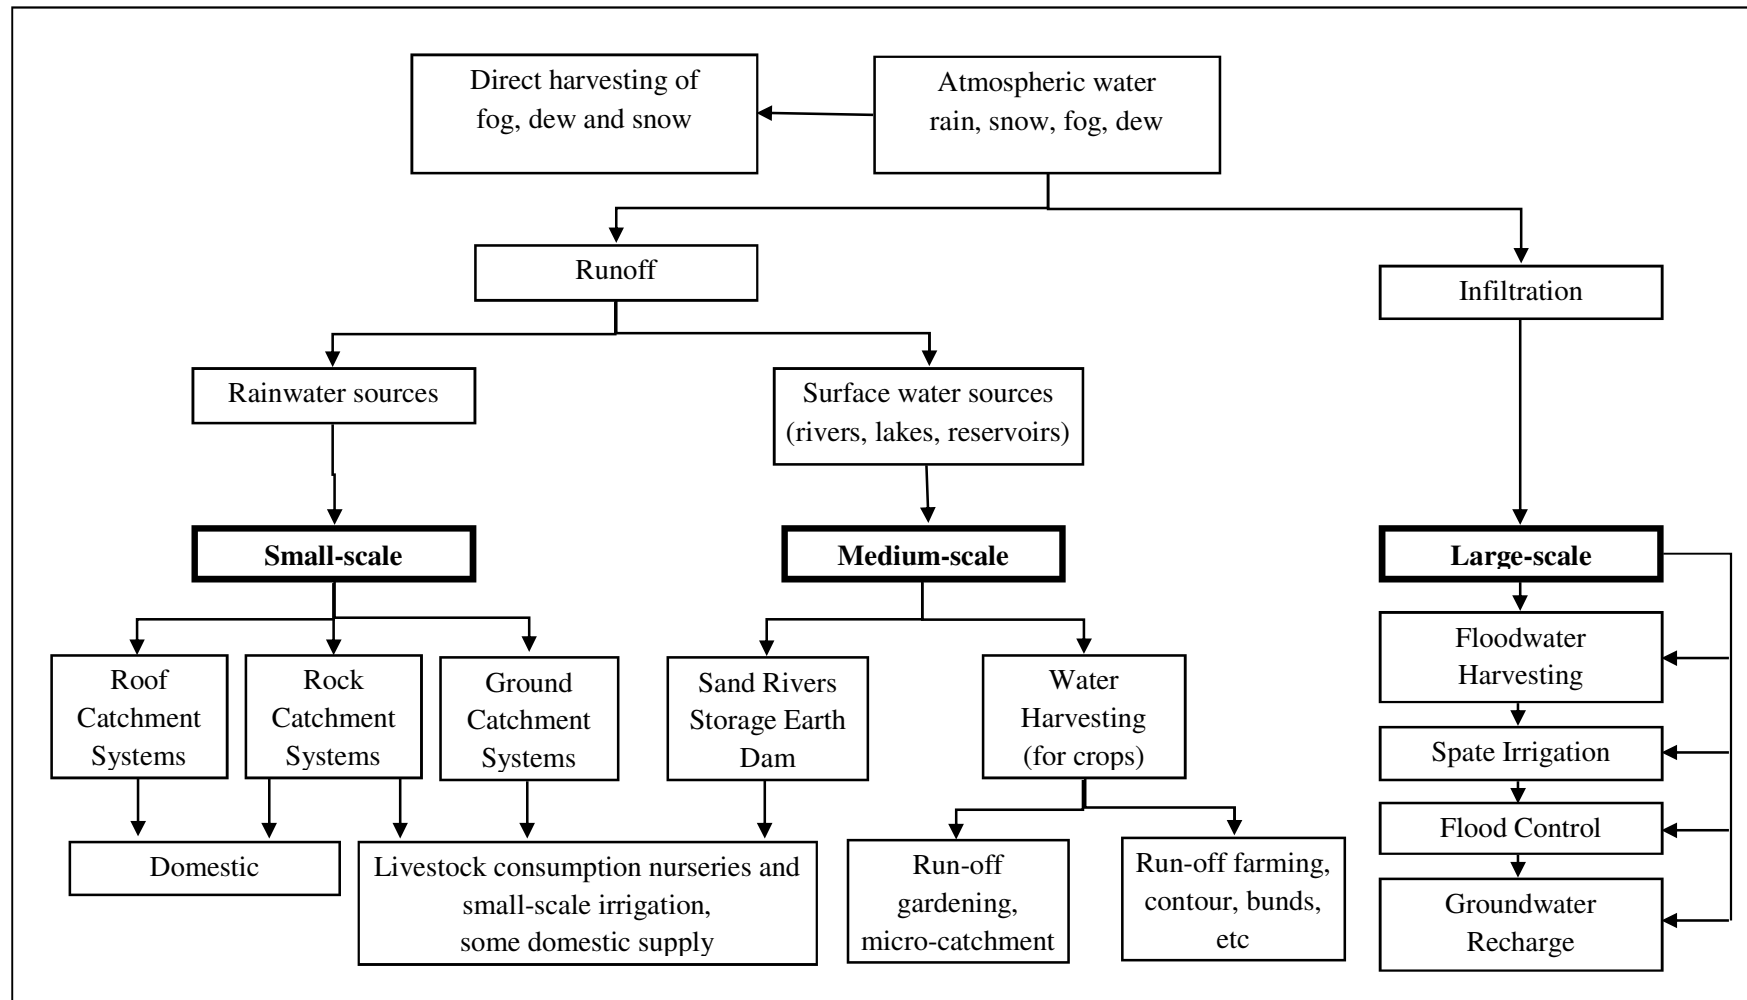 Direct harvesting of
fog, dew and snow
Atmospheric water
rain, snow, fog, dew
Runoff
Infiltration
Rainwater sources
Surface water sources
(rivers, lakes, reservoirs)
Small-scale
Medium-scale
Large-scale
Roof
Catchment
Systems
Rock
Catchment
Systems
Ground
Catchment
Systems
Sand Rivers
Storage Earth
Dam
Water
Harvesting
(for crops)
Floodwater
Harvesting
Spate Irrigation
Flood Control
Groundwater
Recharge
Domestic
Livestock consumption nurseries and
small-scale irrigation,
some domestic supply
Run-off
gardening,
micro-catchment
Run-off farming,
contour, bunds,
etc